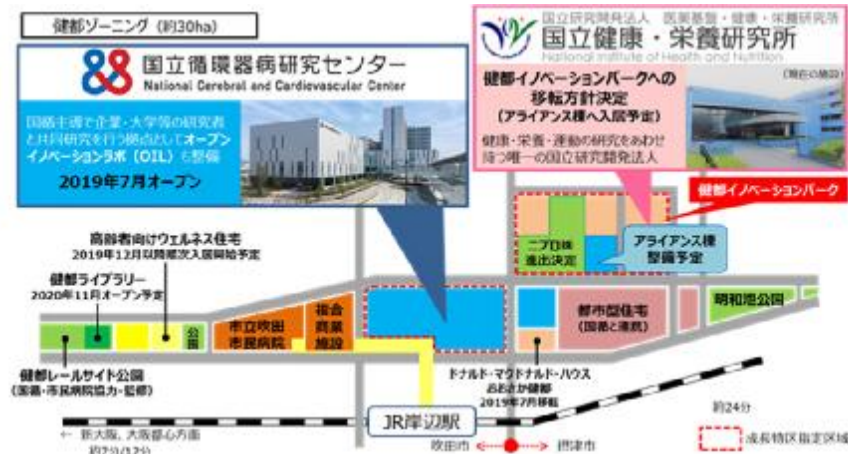 健都ゾーニング（約30ha）
国立循環器病研究センター
National Cerebral and Cardiovascular Center
国循主導で企業・大学等の研究者
と共同研究を行う拠点としてオープン
イノベーションラボ（OIL）も整備
2019年7月オープン
国立研究開発法人 医薬基盤・健康・栄養研究所
国立健康・栄養研究所
National Institute of Health and Nutrition
健都イノベーションパークへの
移転方針決定
（アライアンス棟へ入居予定）
（現在の施設）
健康・栄養・運動の研究をあわせ
持つ唯一の国立研究開発法人
健都イノベーションパーク
ニプロ㈱
進出決定
アライアンス棟
整備予定
高齢者向けウェルネス住宅
2019年12月以降順次入居開始予定
健都ライブラリー
2020年11月オープン予定
公園
市立吹田
市民病院
複合
商業
施設
都市型住宅
（国循と連携）
明和池公園
健都レールサイド公園
（国循・市民病院協力・監修）
ドナルド・マクドナルド・ハウス
おおさか健都
2019年7月移転
JR岸辺駅
← 新大阪、大阪都心方面
約7分/12分
約24分
吹田市
摂津市
成長特区指定区域